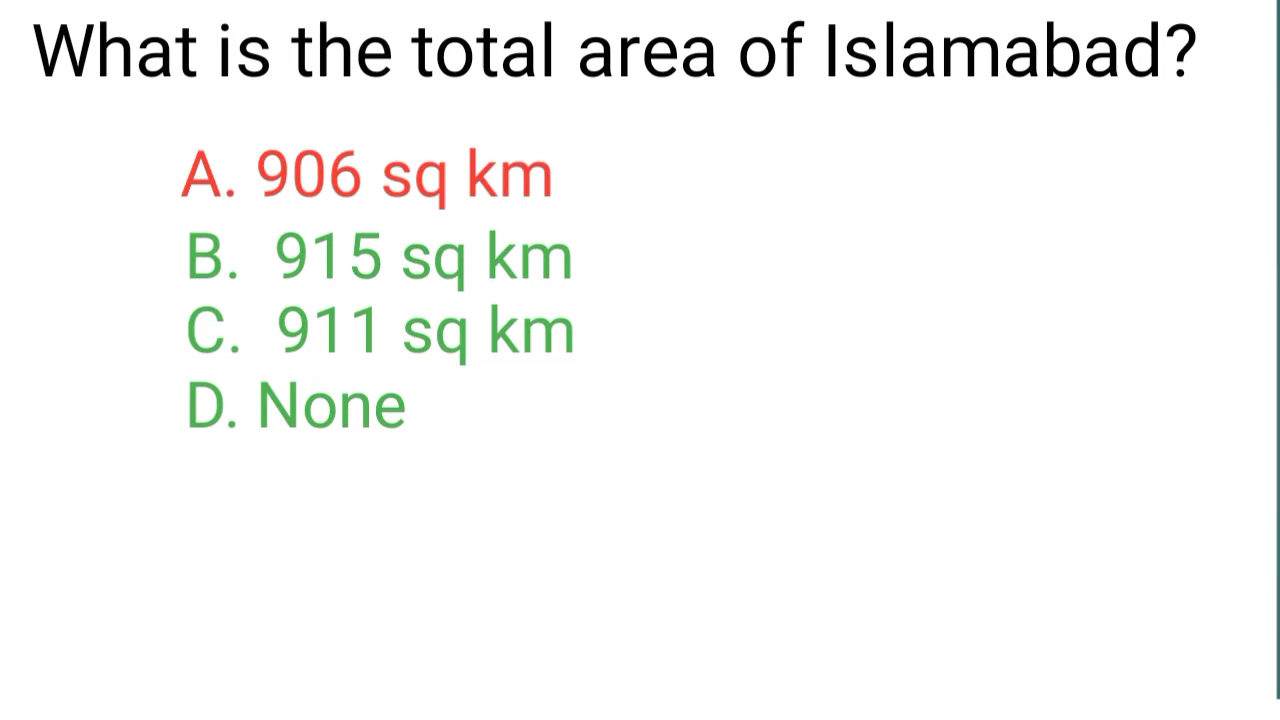 What is the total area of Islamabad?
A. 906 sq km
B. 915 sq km
C. 911 sq km
D. None